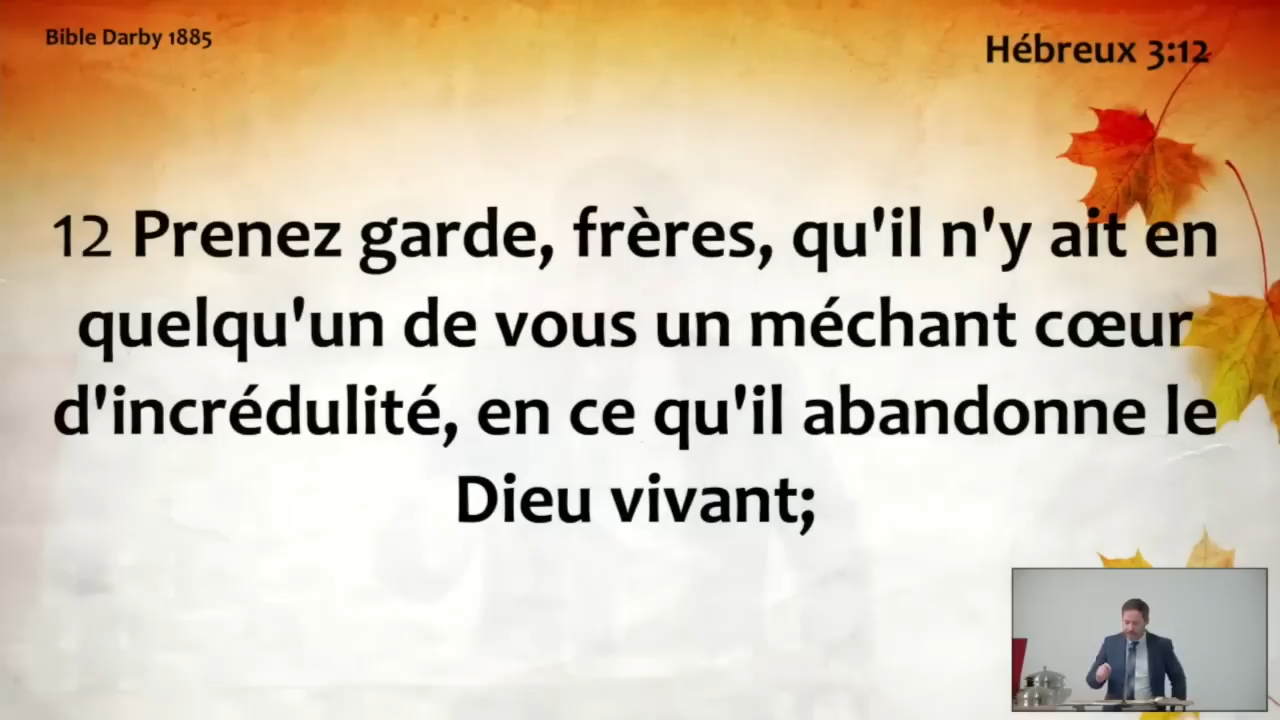 Bible Darby 1885
Hébreux 3:12
12 Prenez garde, frères, qu'il n'y ait en
quelqu'un de vous un méchant cœur
d'incrédulité, en ce qu'il abandonne le
Dieu vivant;